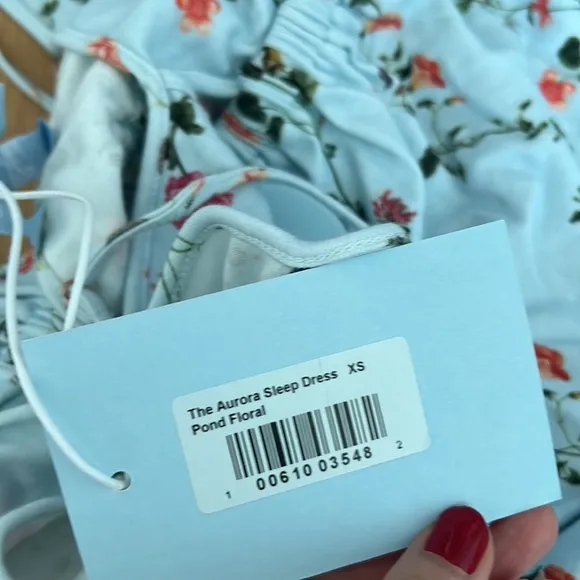 The Aurora Sleep Dress XS
Pond Floral
1 00610 03548 2